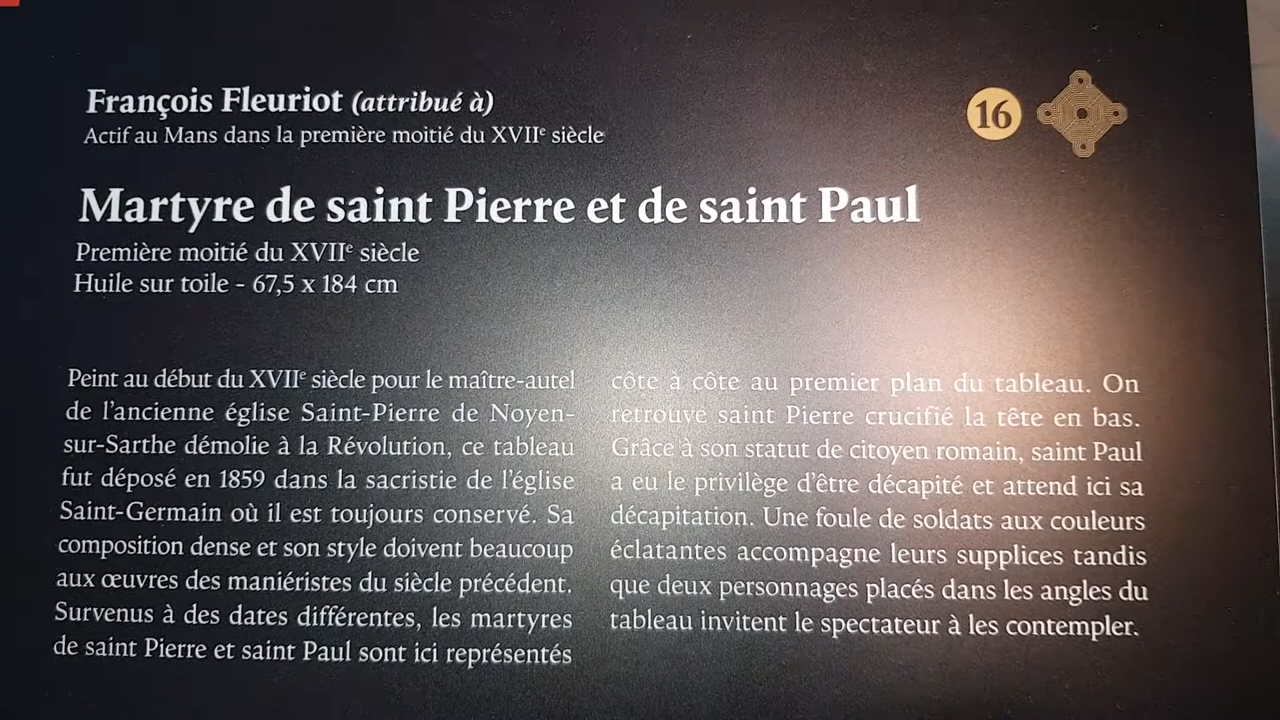 François Fleuriot (attribué à)
Actif au Mans dans la première moitié du XVIIe siècle
16
Martyre de saint Pierre et de saint Paul
Première moitié du XVIIe siècle
Huile sur toile - 67,5 x 184 cm
Peint au début du XVIIe siècle pour le maître-autel
de l'ancienne église Saint-Pierre de Noyen-
sur-Sarthe démolie à la Révolution, ce tableau
fut déposé en 1859 dans la sacristie de l'église
Saint-Germain où il est toujours conservé. Sa
composition dense et son style doivent beaucoup
aux œuvres des maniéristes du siècle précédent.
Survenus à des dates différentes, les martyres
de saint Pierre et saint Paul sont ici représentés
côte à côte au premier plan du tableau. On
retrouve saint Pierre crucifié la tête en bas.
Grâce à son statut de citoyen romain, saint Paul
a eu le privilège d'être décapité et attend ici sa
décapitation. Une foule de soldats aux couleurs
éclatantes accompagne leurs supplices tandis
que deux personnages placés dans les angles du
tableau invitent le spectateur à les contempler.